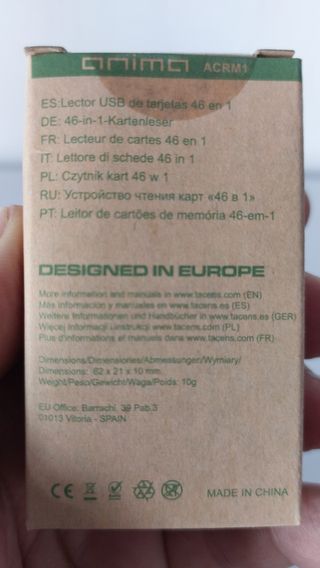 anima ACRM1
ES:Lector USB de tarjetas 46 en 1
DE: 46-in-1-Kartenleser
FR: Lecteur de cartes 46 en 1
IT: Lettore di schede 46 in 1
PL: Czytnik kart 46 w 1
RU: Устройство чтения карт «46 в 1»
PT: Leitor de cartões de memória 46-em-1
DESIGNED IN EUROPE
More information and manuals in www.tacens.com (EN)
Más información y manuales en www.tacens.es (ES)
Weitere Informationen und Handbücher in www.tacens.es (GER)
Więcej informacji i instrukcji www.tacens.com (PL)
Plus d'informations et manuels dans www.tacens.com (FR)
Dimensions/Dimensiones/Abmessungen/Wymiary/
Dimensions: 62 x 21 x 10 mm.
Weight/Peso/Gewicht/Waga/Poids: 10g
EU Office: Barrachi, 39 Pab.3
01013 Vitoria - SPAIN
CE MADE IN CHINA